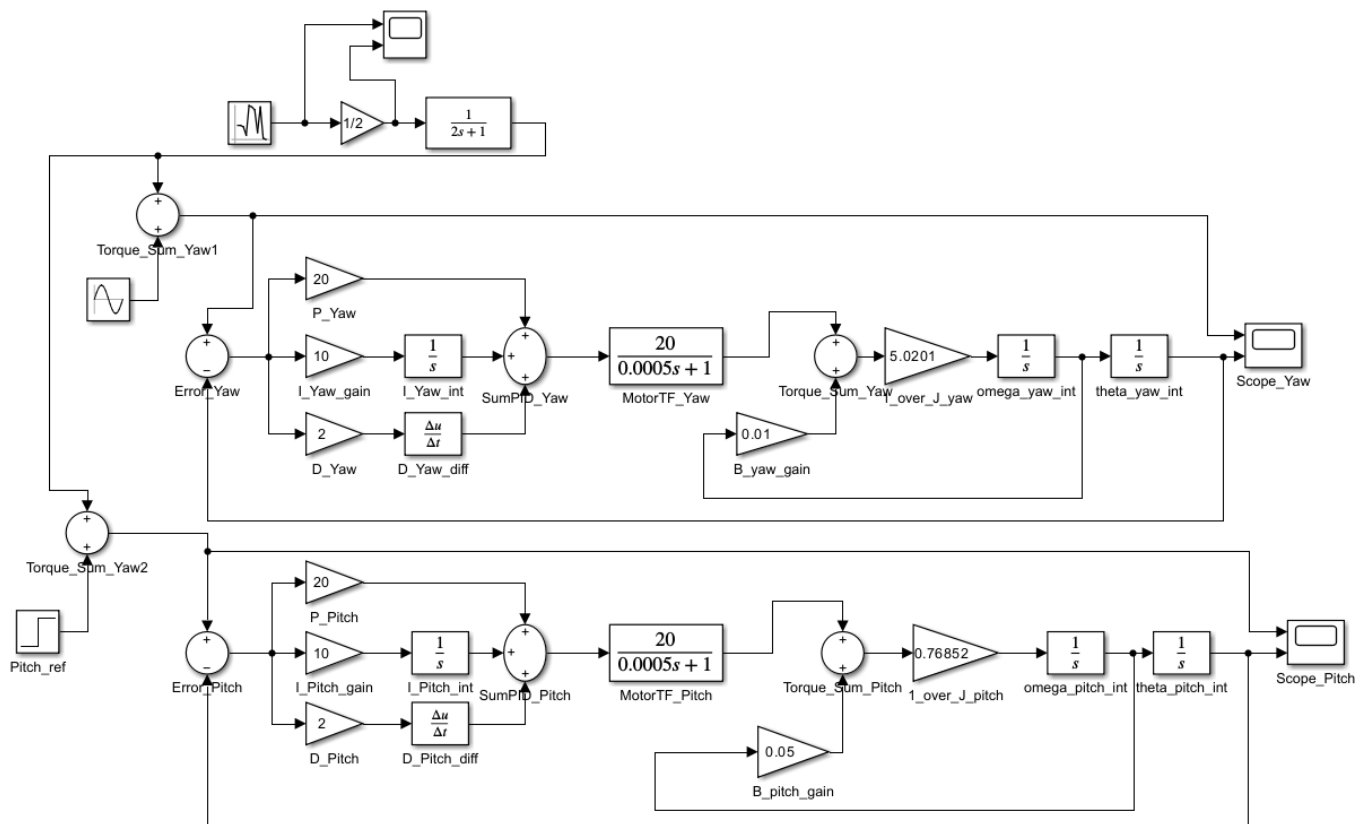 1/2
1
2s + 1
+
+
Torque_Sum_Yaw1
20
P_Yaw
+
−
Error_Yaw
10
I_Yaw_gain
1
s
I_Yaw_int
+
+
+
SumPID_Yaw
20
0.0005s + 1
MotorTF_Yaw
+
+
Torque_Sum_Yaw
5.0201
1_over_J_yaw
1
s
omega_yaw_int
1
s
theta_yaw_int
Scope_Yaw
2
D_Yaw
Δu
Δt
D_Yaw_diff
0.01
B_yaw_gain
+
+
Torque_Sum_Yaw2
Pitch_ref
20
P_Pitch
+
−
Error_Pitch
10
I_Pitch_gain
1
s
I_Pitch_int
+
+
+
SumPID_Pitch
20
0.0005s + 1
MotorTF_Pitch
+
+
Torque_Sum_Pitch
0.76852
1_over_J_pitch
1
s
omega_pitch_int
1
s
theta_pitch_int
Scope_Pitch
2
D_Pitch
Δu
Δt
D_Pitch_diff
0.05
B_pitch_gain